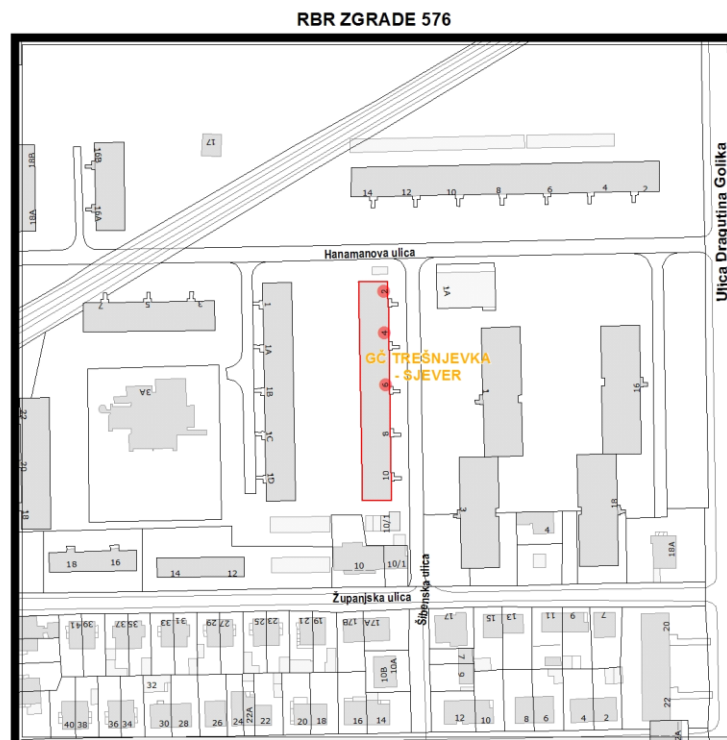 RBR ZGRADE 576
17
18B
16B
18A
16A
14 12 10 8 6 4 2
Ulica Dragutina Golika
Hanamanova ulica
7 5 3
1
2
1A
1A
4
GČ TREŠNJEVKA
- SJEVER
6
3A
1B
1
16
22
1C
8
20
1D
10
18
3
18
10/1
4
18 16
14 12
10
10/1
18A
Šibenska ulica
Županjska ulica
39 41
35 37
31 33
27 29
23 25
19 21
17B
17A
17
15 13
11 9
7
20
10B
10A
7
9
32
40 38
36 34
30 28
26
24
22A
22
20 18
16 14
12 10
8 6
4 2
22
2A